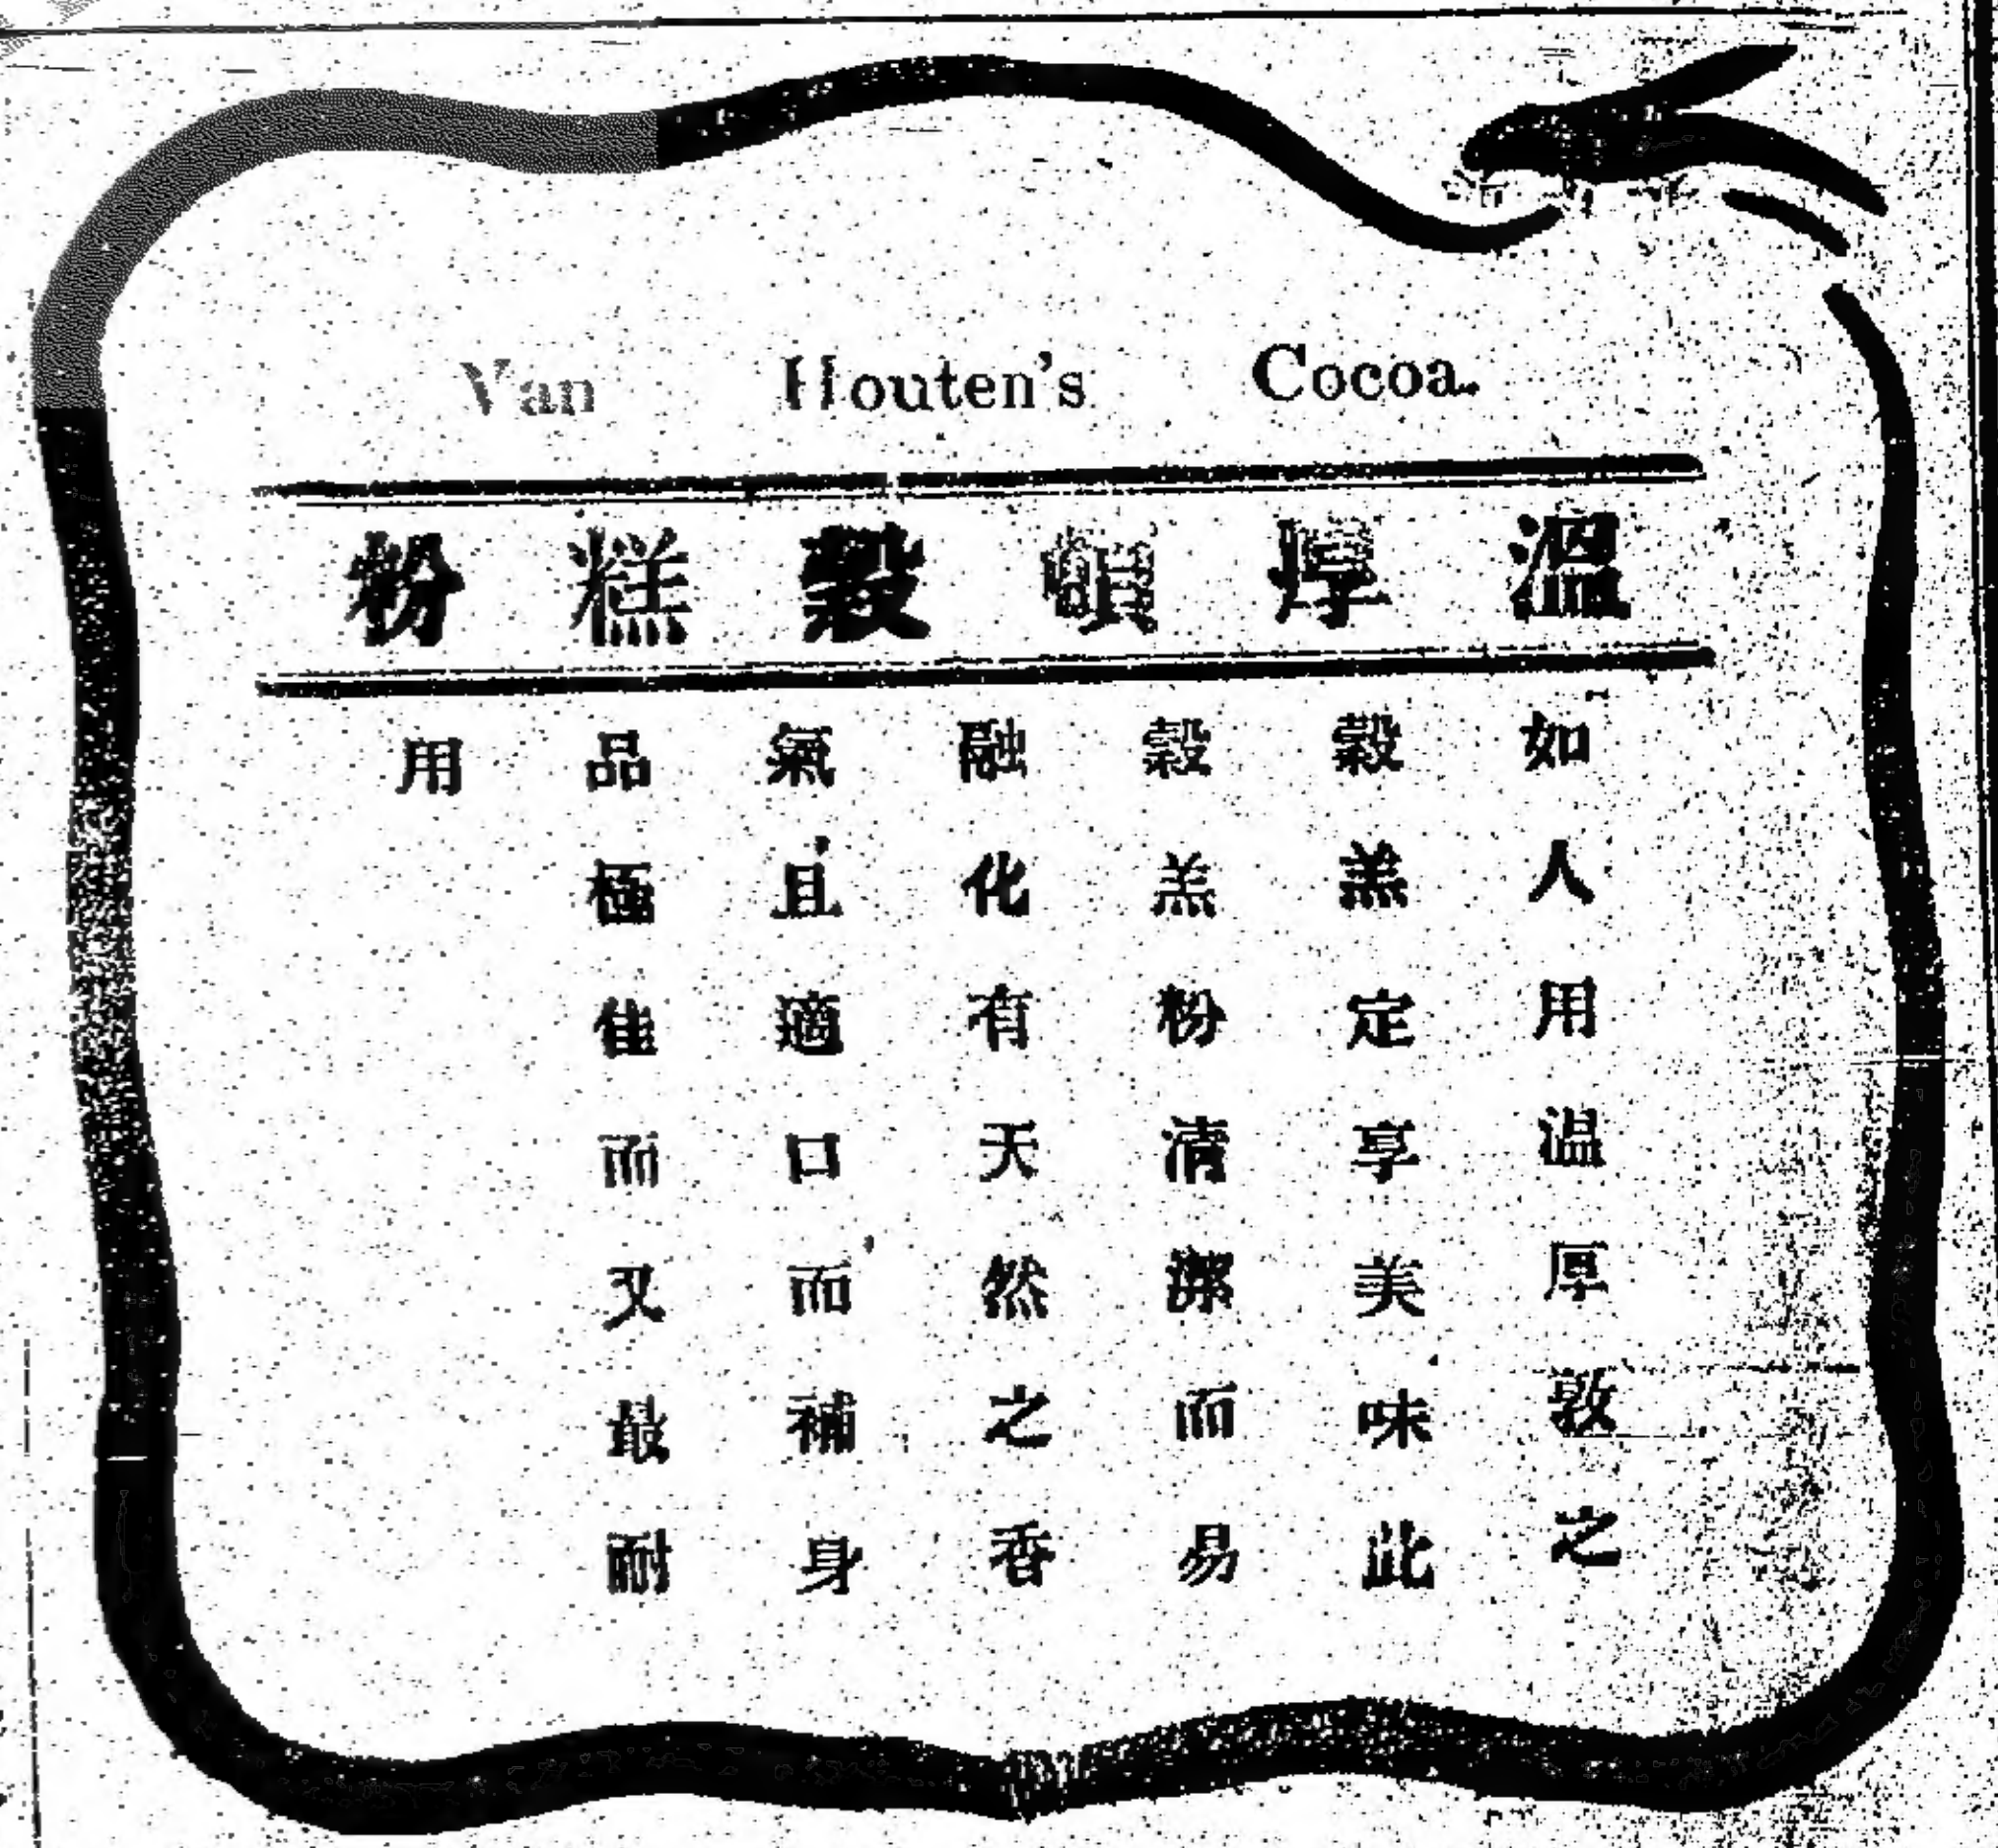 Van Houten's Cocoa.
溫厚穀糕粉
如人用温厚敦之
穀羔定享美味此
穀羔粉清潔而易
融化有天然之香
氣且適口而補身
品極佳而又最耐
用